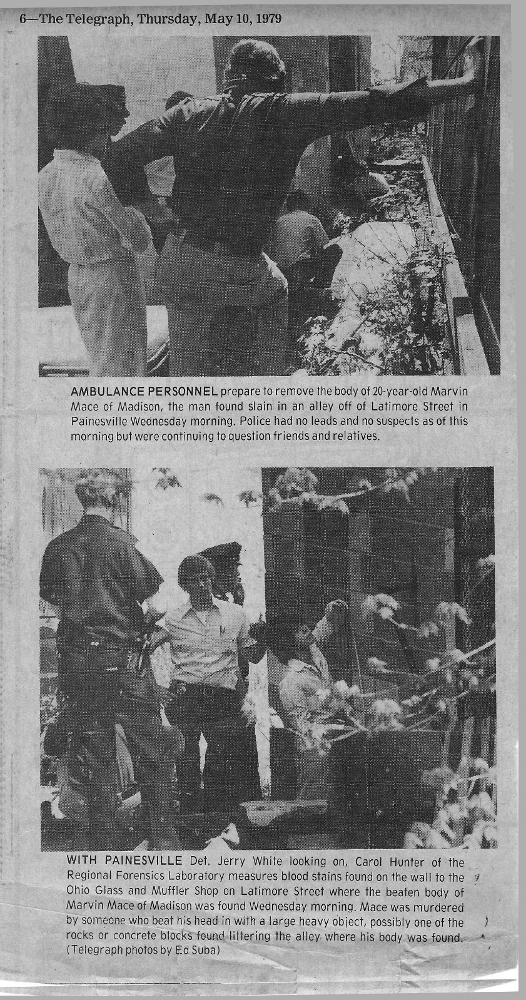 6—The Telegraph, Thursday, May 10, 1979
AMBULANCE PERSONNEL prepare to remove the body of 20-year-old Marvin
Mace of Madison, the man found slain in an alley off of Latimore Street in
Painesville Wednesday morning. Police had no leads and no suspects as of this
morning but were continuing to question friends and relatives.
WITH PAINESVILLE Det. Jerry White looking on, Carol Hunter of the
Regional Forensics Laboratory measures blood stains found on the wall to the
Ohio Glass and Muffler Shop on Latimore Street where the beaten body of
Marvin Mace of Madison was found Wednesday morning. Mace was murdered
by someone who beat his head in with a large heavy object, possibly one of the
rocks or concrete blocks found littering the alley where his body was found.
(Telegraph photos by Ed Suba)